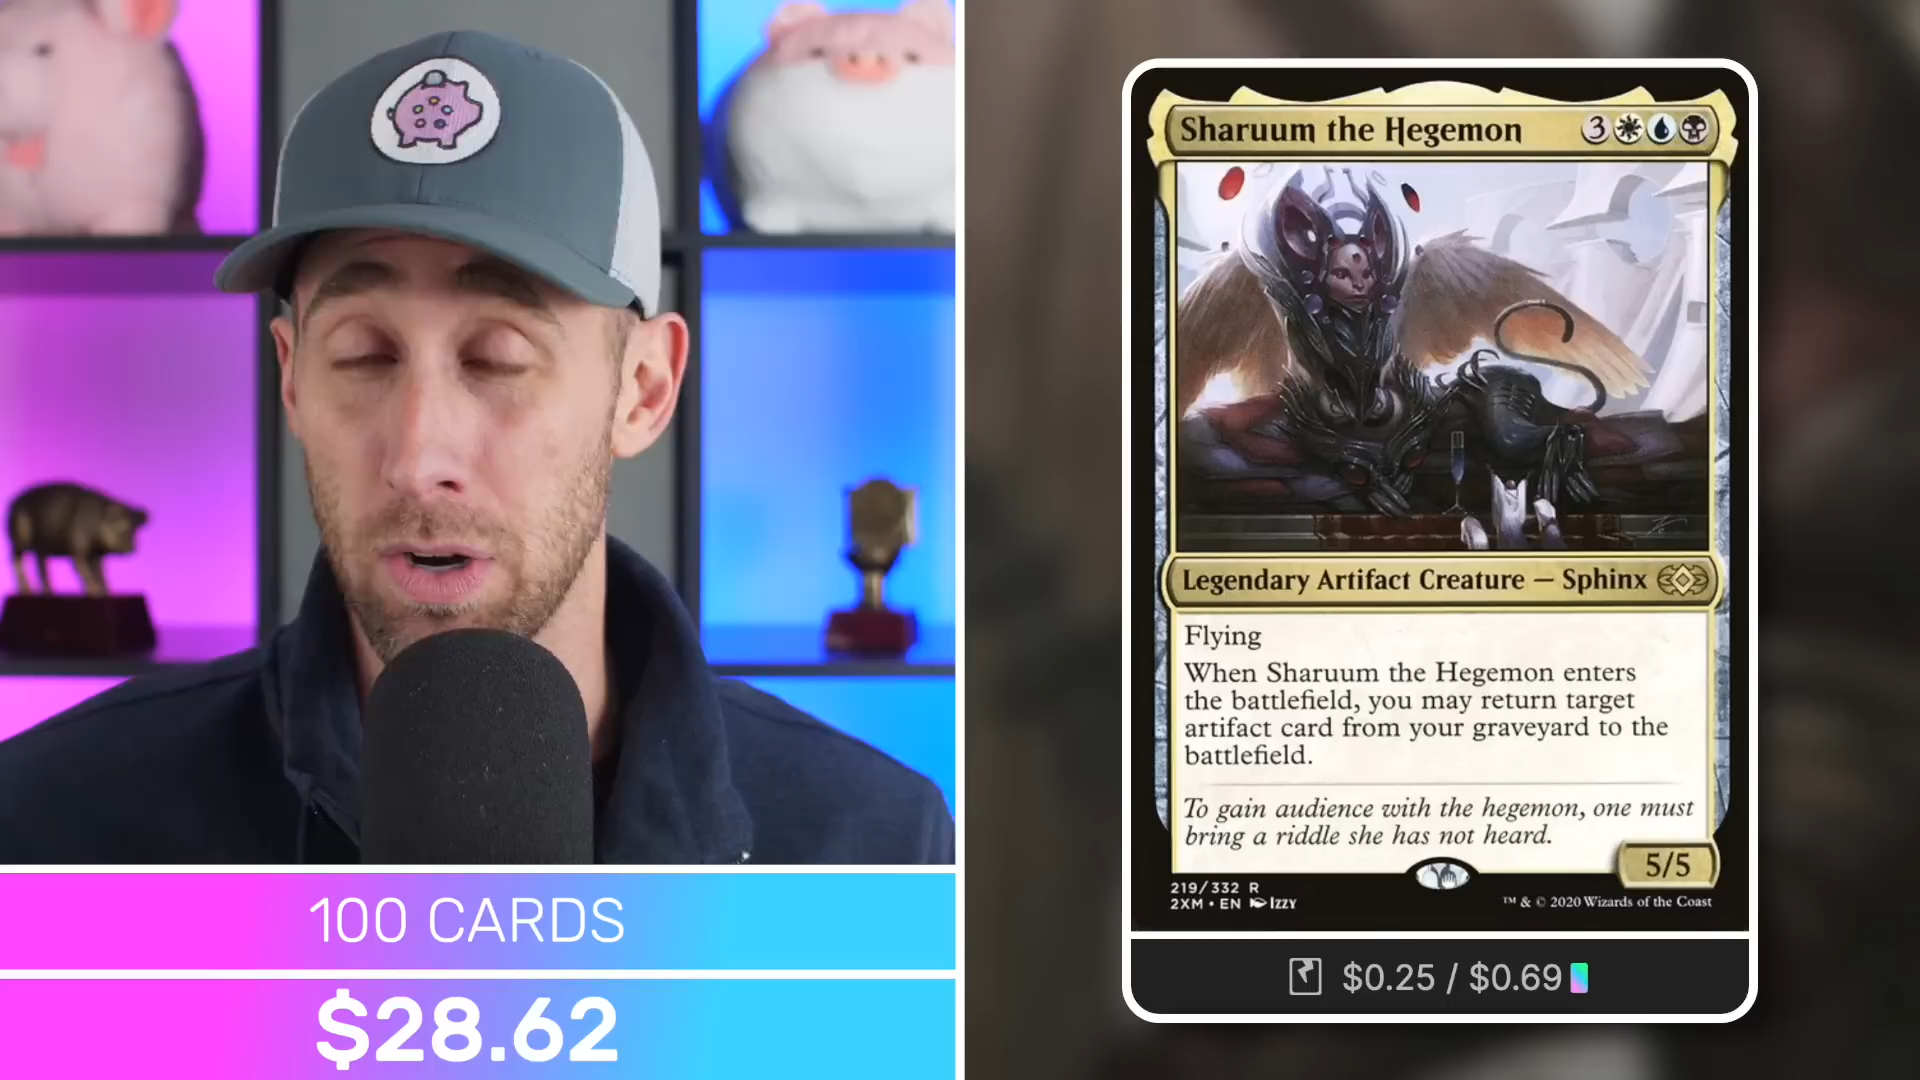 100 CARDS
$28.62
Sharuum the Hegemon 3
Legendary Artifact Creature — Sphinx
Flying
When Sharuum the Hegemon enters
the battlefield, you may return target
artifact card from your graveyard to the
battlefield.
To gain audience with the hegemon, one must
bring a riddle she has not heard.
5/5
219/332 R
2XM • EN Izzy
™ & © 2020 Wizards of the Coast
$0.25 / $0.69